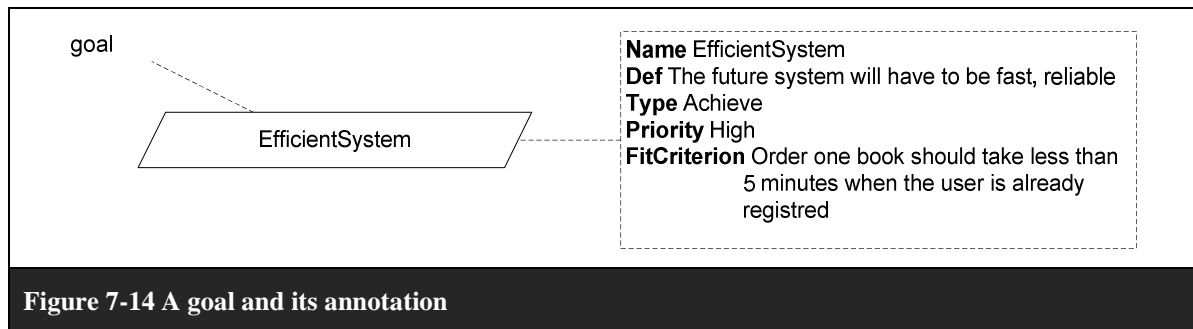 goal
EfficientSystem
Name EfficientSystem
Def The future system will have to be fast, reliable
Type Achieve
Priority High
FitCriterion Order one book should take less than
5 minutes when the user is already
registred
Figure 7-14 A goal and its annotation